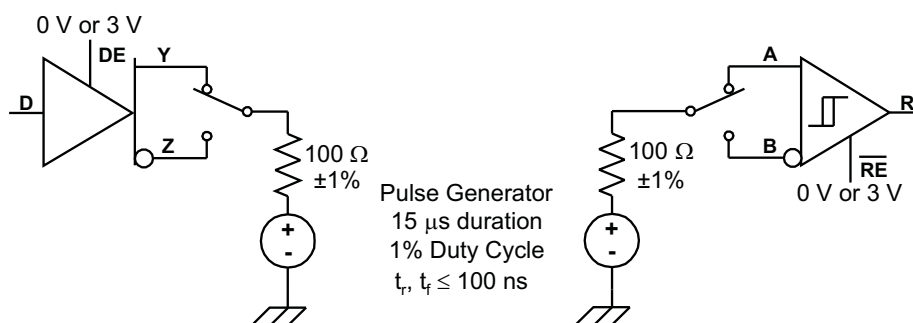 0 V or 3 V
DE
Y
D
Z
100 Ω
±1%
+
-
Pulse Generator
15 μs duration
1% Duty Cycle
tr, tf ≤ 100 ns
A
R
B
100 Ω
±1%
RE
0 V or 3 V
+
-